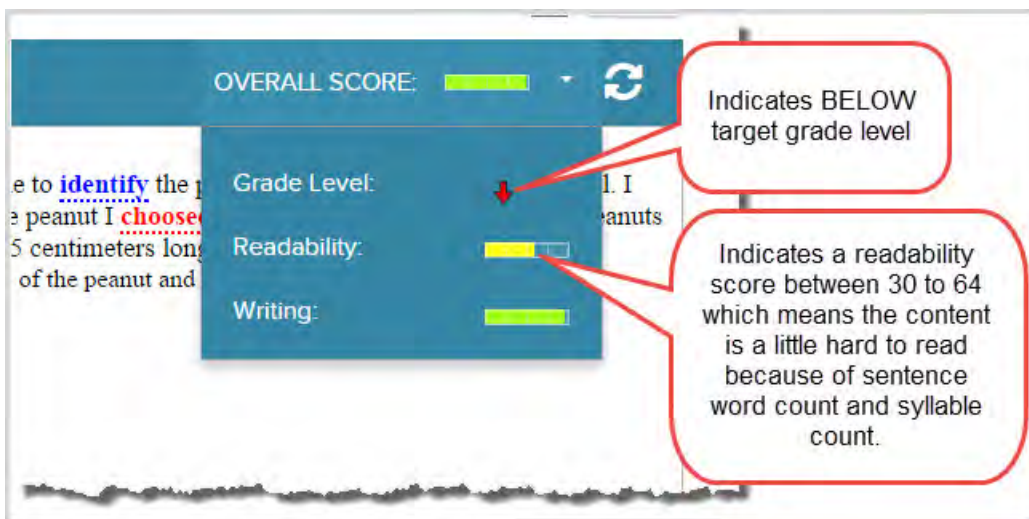 OVERALL SCORE:
Indicates BELOW
target grade level
e to identify the p
l. I
Grade Level:
e peanut I choosed
eanuts
5 centimeters long
Readability:
of the peanut and
Writing:
Indicates a readability
score between 30 to 64
which means the content
is a little hard to read
because of sentence
word count and syllable
count.